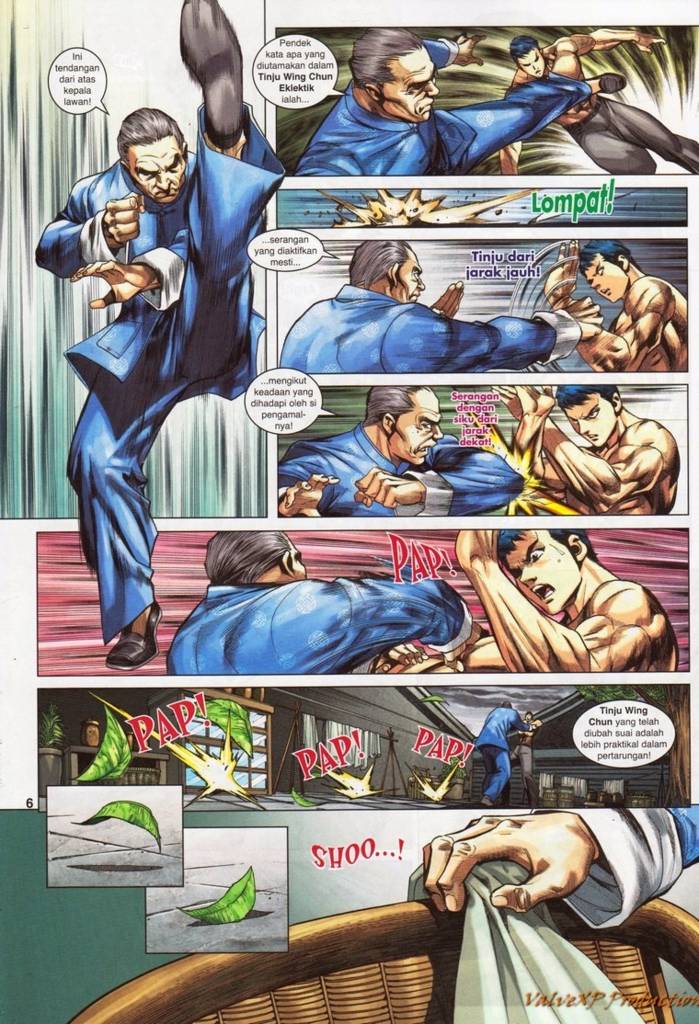 Ini
tendangan
dari atas
kepala
lawan!
Pendek
kata apa yang
diutamakan dalam
Tinju Wing Chun
Eklektik
ialah...
Lompat!
...serangan
yang diaktifkan
mesti...
Tinju dari
jarak jauh!
...mengikut
keadaan yang
dihadapi oleh si
pengamal-
nya!
Serangan
dengan
siku dari
jarak
dekat!
PAP!
PAP!
PAP!
PAP!
Tinju Wing
Chun yang telah
diubah suai adalah
lebih praktikal dalam
pertarungan!
6
SHOO...!
ValveXP Production